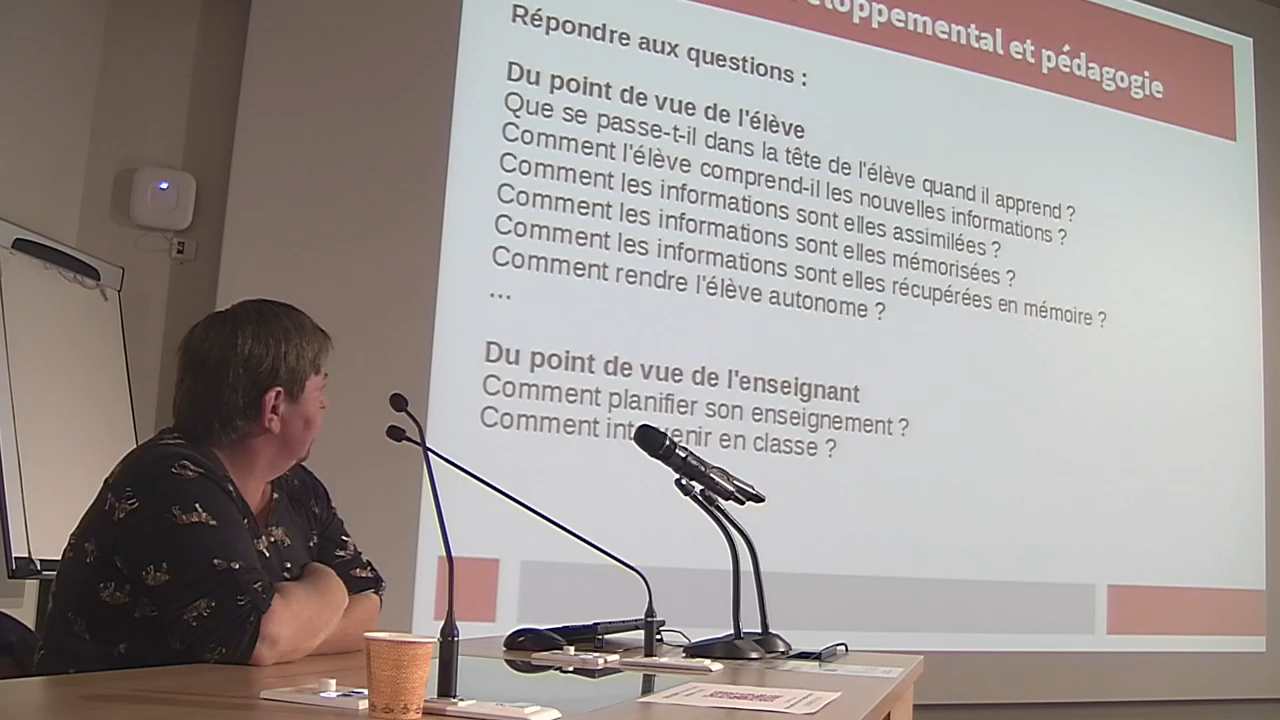 et pédagogie
Répondre aux questions :
Du point de vue de l'élève
Que se passe-t-il dans la tête de l'élève quand il apprend ?
Comment l'élève comprend-il les nouvelles informations ?
Comment les informations sont elles assimilées ?
Comment les informations sont elles mémorisées ?
Comment les informations sont elles récupérées en mémoire ?
Comment rendre l'élève autonome ?
...
Du point de vue de l'enseignant
Comment planifier son enseignement ?
Comment intervenir en classe ?